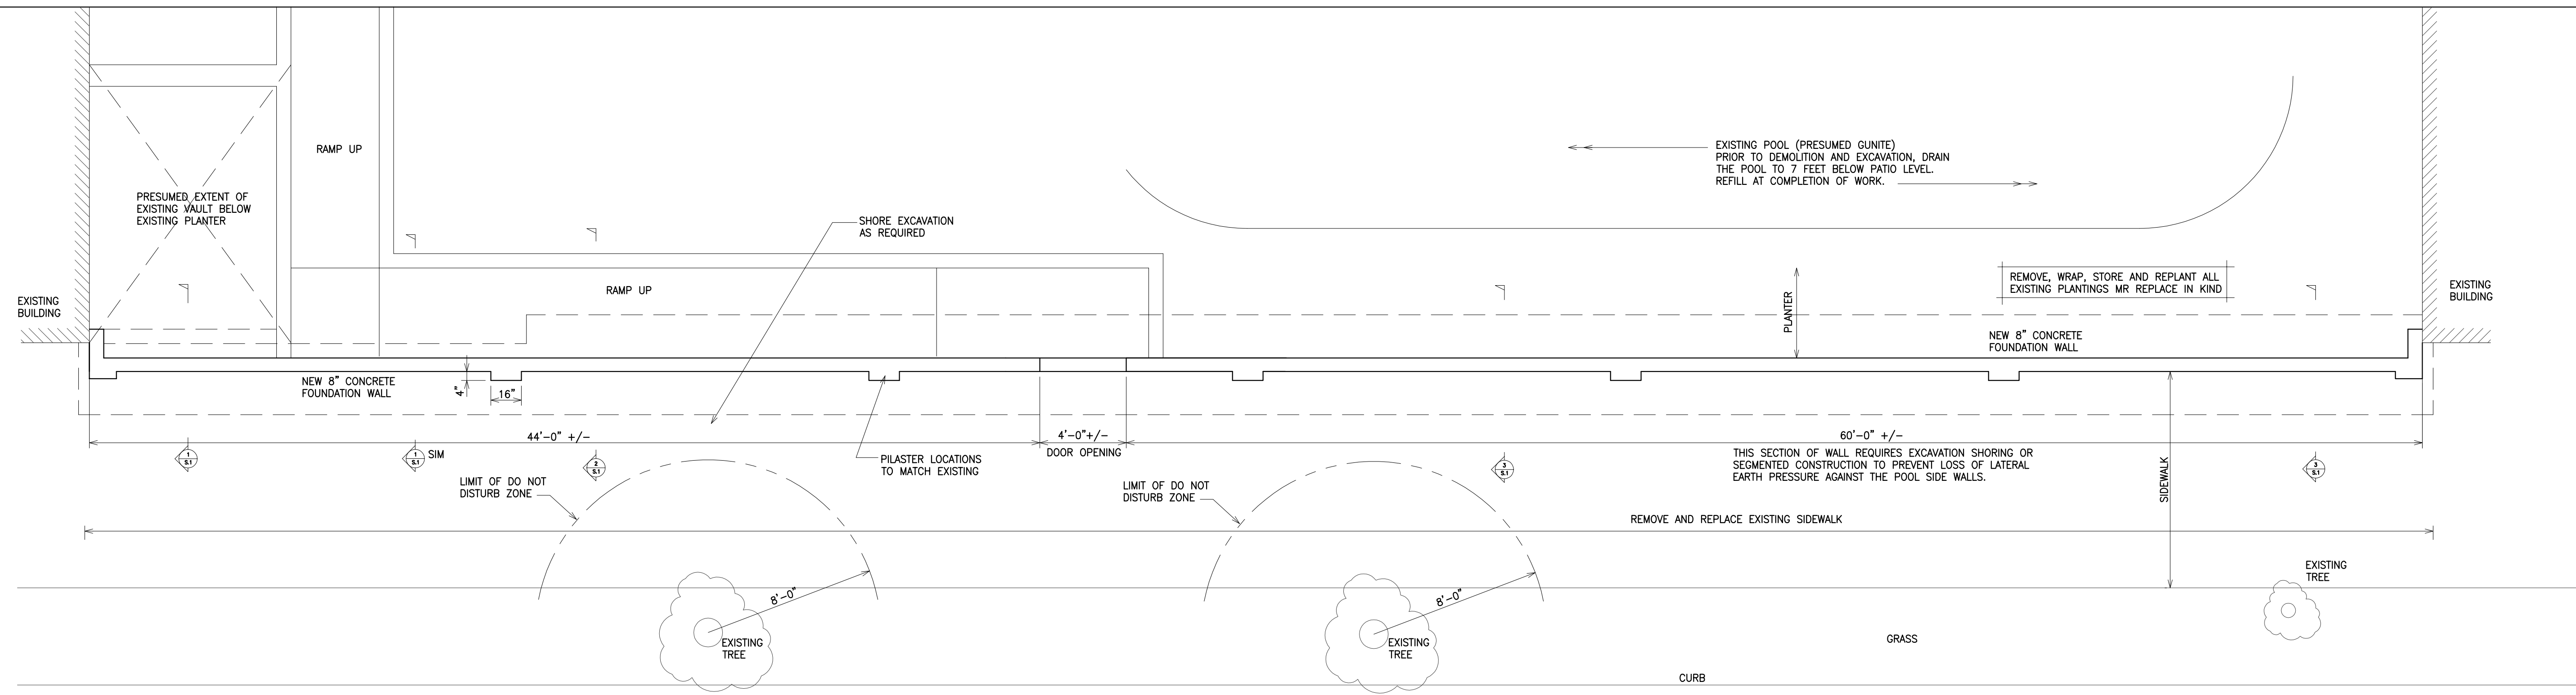 RAMP UP
EXISTING POOL (PRESUMED GUNITE)
PRIOR TO DEMOLITION AND EXCAVATION, DRAIN
THE POOL TO 7 FEET BELOW PATIO LEVEL.
REFILL AT COMPLETION OF WORK.
PRESUMED EXTENT OF
EXISTING VAULT BELOW
EXISTING PLANTER
SHORE EXCAVATION
AS REQUIRED
RAMP UP
REMOVE, WRAP, STORE AND REPLANT ALL
EXISTING PLANTINGS MR REPLACE IN KIND
EXISTING
BUILDING
EXISTING
BUILDING
PLANTER
NEW 8" CONCRETE
FOUNDATION WALL
NEW 8" CONCRETE
FOUNDATION WALL
4"
16"
44'-0" +/-
4'-0"+/-
DOOR OPENING
60'-0" +/-
1
S.1
1
S.1
SIM
2
S.1
PILASTER LOCATIONS
TO MATCH EXISTING
3
S.1
THIS SECTION OF WALL REQUIRES EXCAVATION SHORING OR
SEGMENTED CONSTRUCTION TO PREVENT LOSS OF LATERAL
EARTH PRESSURE AGAINST THE POOL SIDE WALLS.
3
S.1
SIDEWALK
LIMIT OF DO NOT
DISTURB ZONE
LIMIT OF DO NOT
DISTURB ZONE
REMOVE AND REPLACE EXISTING SIDEWALK
8'-0"
8'-0"
EXISTING
TREE
EXISTING
TREE
EXISTING
TREE
GRASS
CURB